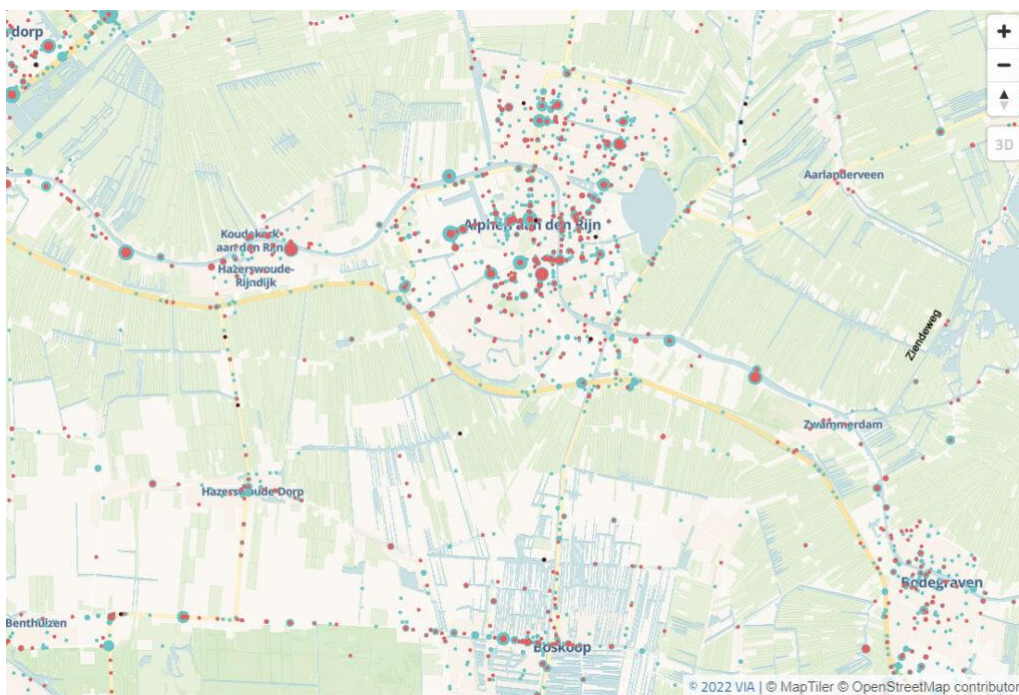 dorp
+
−
3D
Aarlanderveen
Alphen aan den Rijn
Koudekerk
aan den Rijn
Hazerswoude-
Rijndijk
Ziendeweg
Zwammerdam
Hazerswoude Dorp
Bodegraven
Benthuizen
Boskoop
© 2022 VIA | © MapTiler © OpenStreetMap contributor